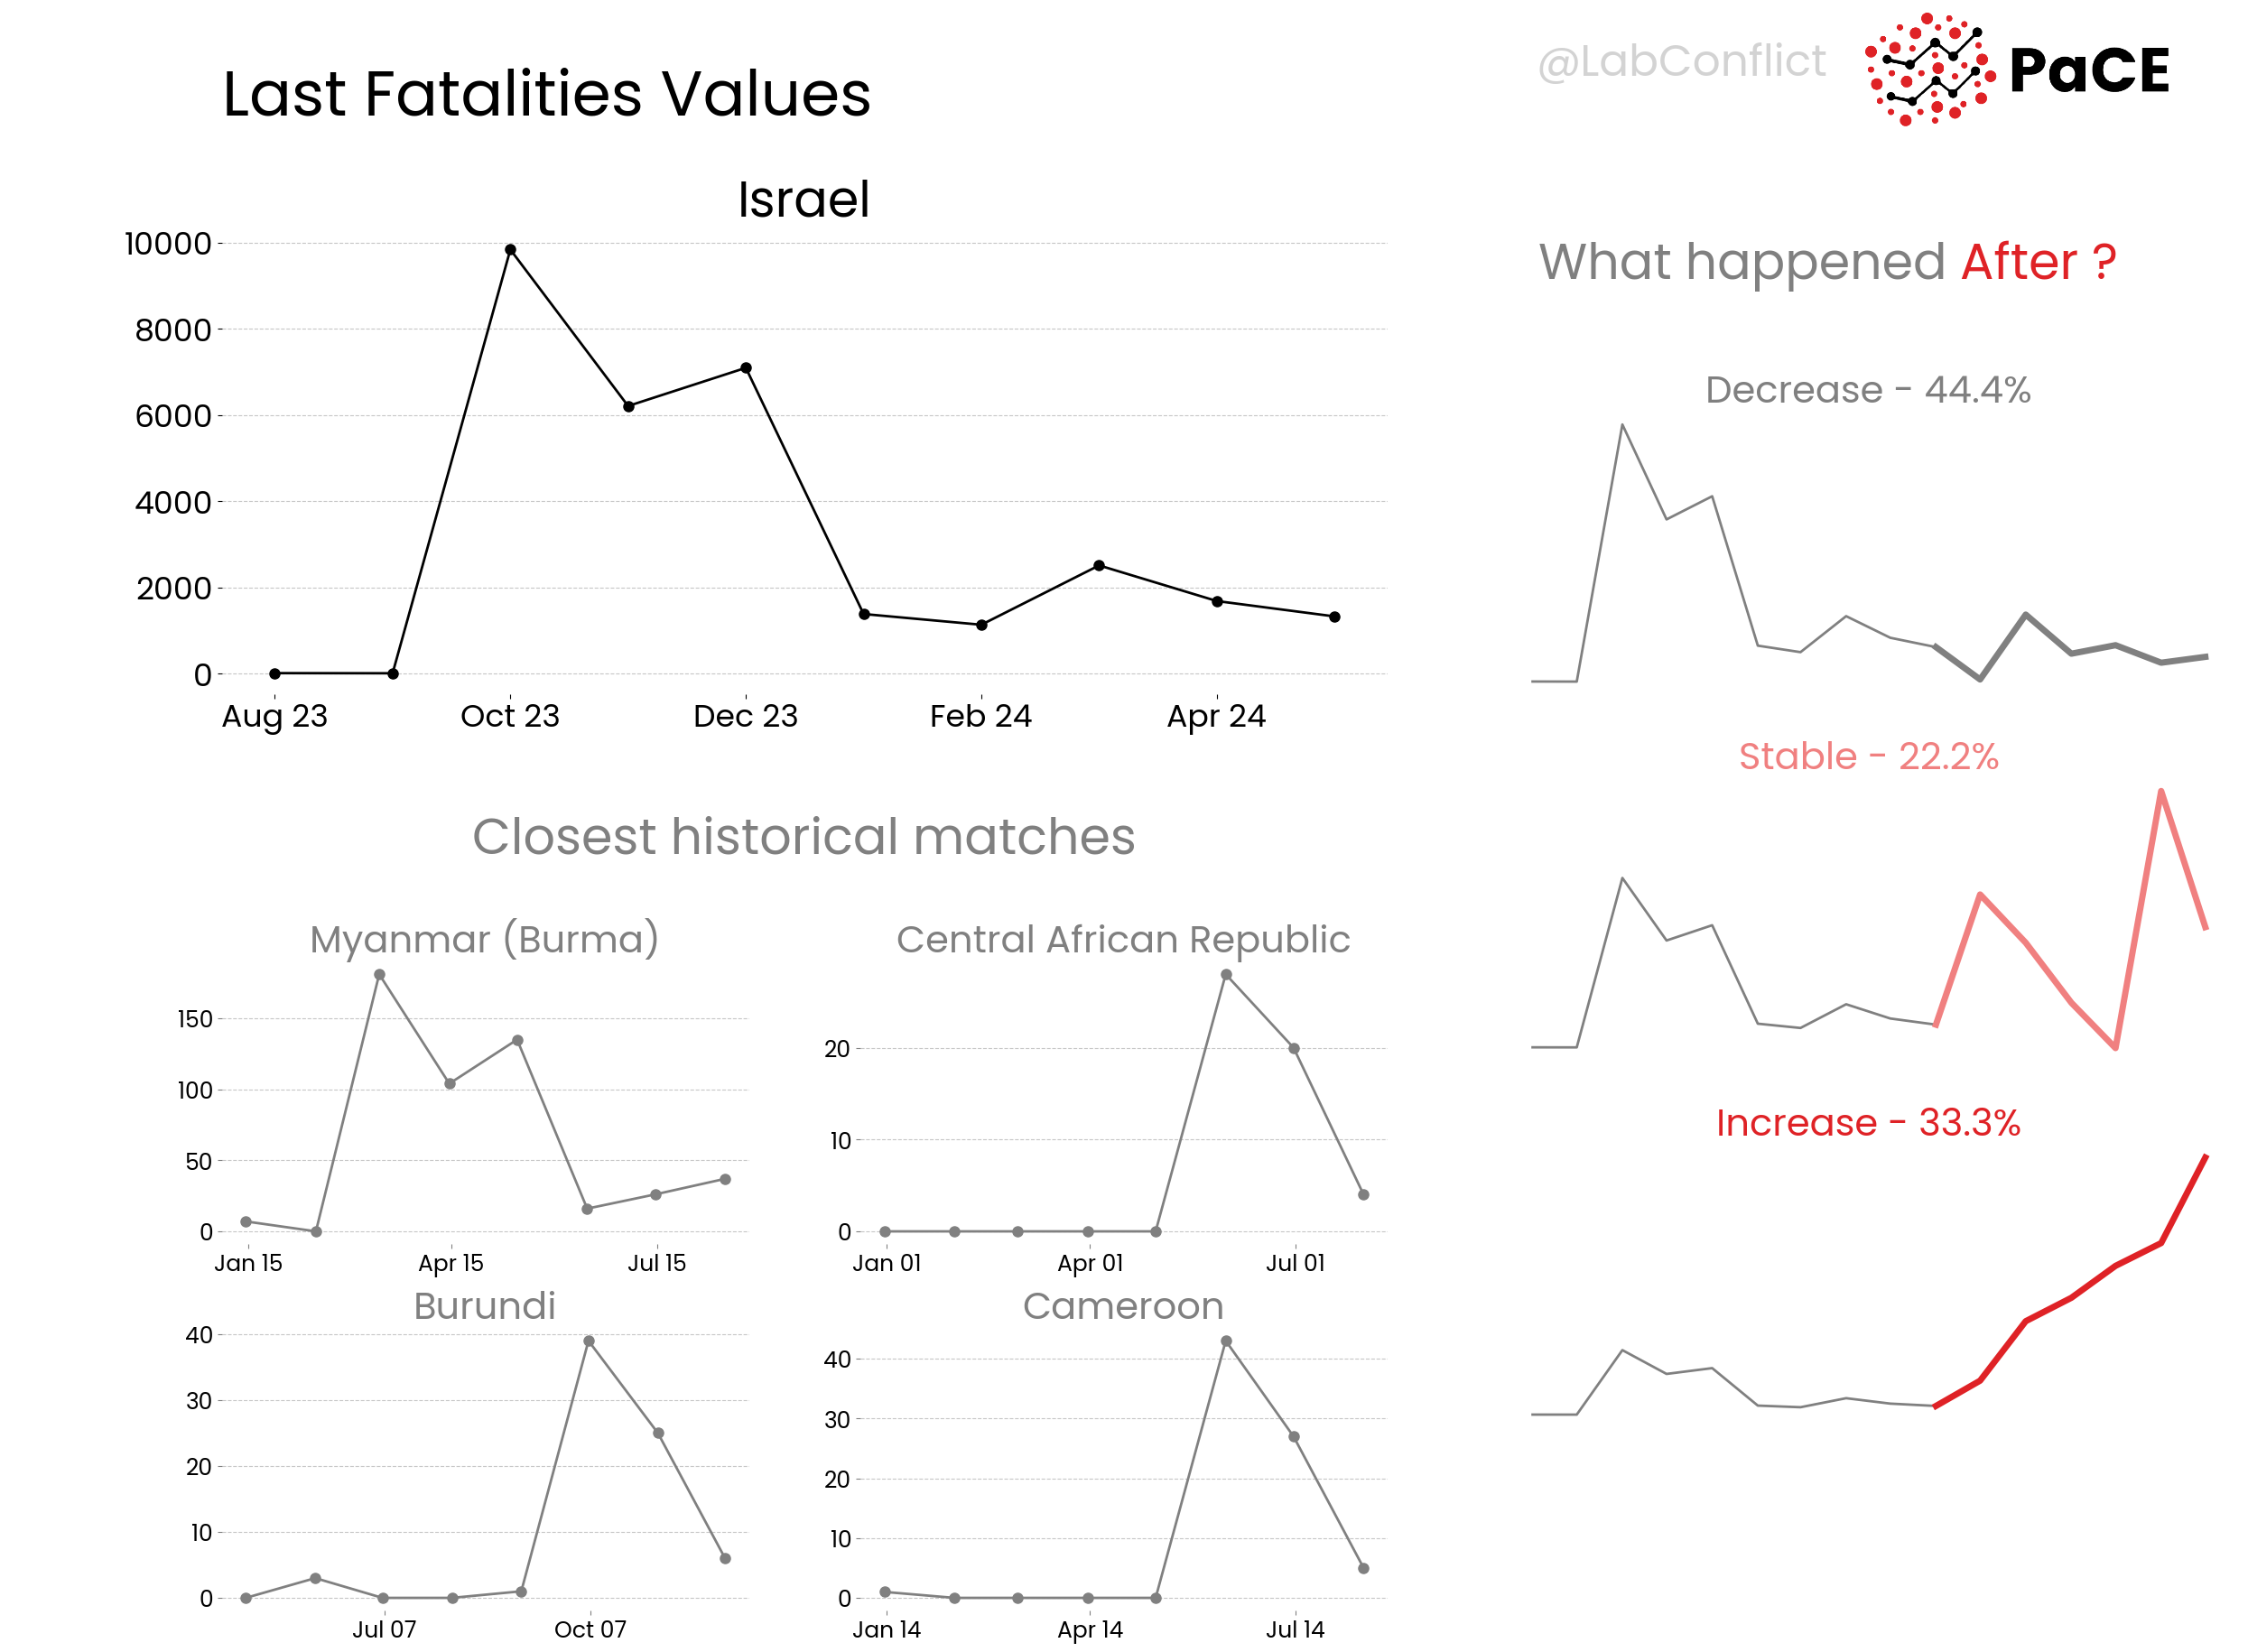 @LabConflict
PaCE
Last Fatalities Values
Israel
10000
8000
6000
4000
2000
0
Aug 23 Oct 23 Dec 23 Feb 24 Apr 24
What happened After ?
Decrease - 44.4%
Stable - 22.2%
Increase - 33.3%
Closest historical matches
Myanmar (Burma)
150
100
50
0
Jan 15 Apr 15 Jul 15
Central African Republic
20
10
0
Jan 01 Apr 01 Jul 01
Burundi
40
30
20
10
0
Jul 07 Oct 07
Cameroon
40
30
20
10
0
Jan 14 Apr 14 Jul 14